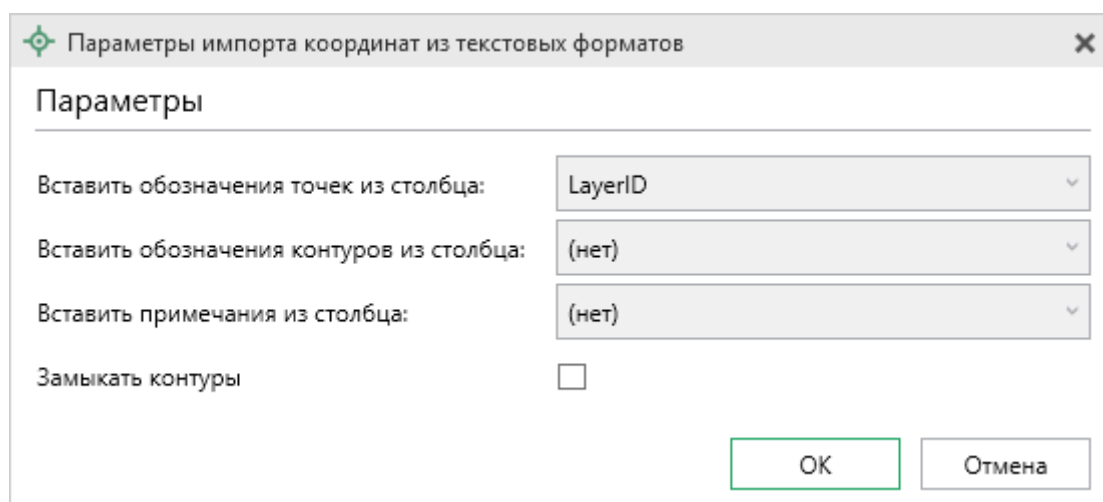 Параметры импорта координат из текстовых форматов
Параметры
Вставить обозначения точек из столбца: LayerID
Вставить обозначения контуров из столбца: (нет)
Вставить примечания из столбца: (нет)
Замыкать контуры
ОК Отмена